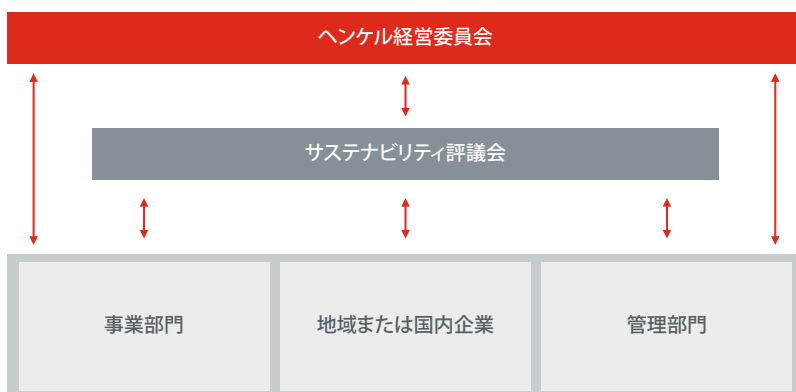 ヘンケル経営委員会
サステナビリティ評議会
事業部門
地域または国内企業
管理部門